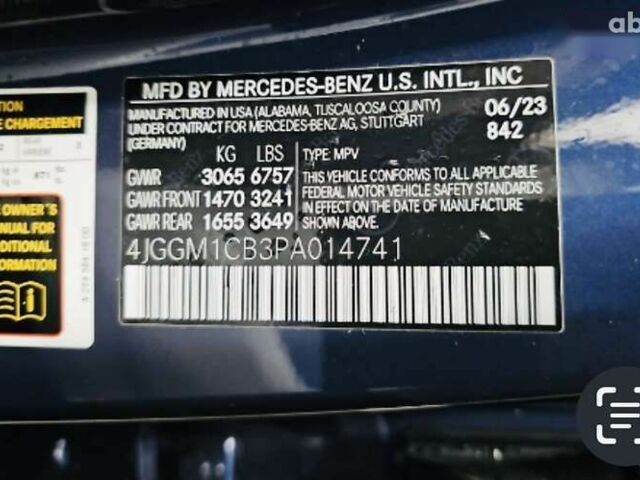 ab
TION
E CHARGEMENT
E OWNER'S
NUAL FOR
DITIONAL
ORMATION
MFD BY MERCEDES-BENZ U.S. INTL., INC
MANUFACTURED IN USA (ALABAMA, TUSCALOOSA COUNTY) 06/23
UNDER CONTRACT FOR MERCEDES-BENZ AG, STUTTGART 842
(GERMANY)
KG LBS TYPE: MPV
GVWR 3065 6757 THIS VEHICLE CONFORMS TO ALL APPLICABLE
GAWR FRONT 1470 3241 FEDERAL MOTOR VEHICLE SAFETY STANDARDS
GAWR REAR 1655 3649 IN EFFECT ON THE DATE OF MANUFACTURE SHOWN ABOVE.
4JGGM1CB3PA014741